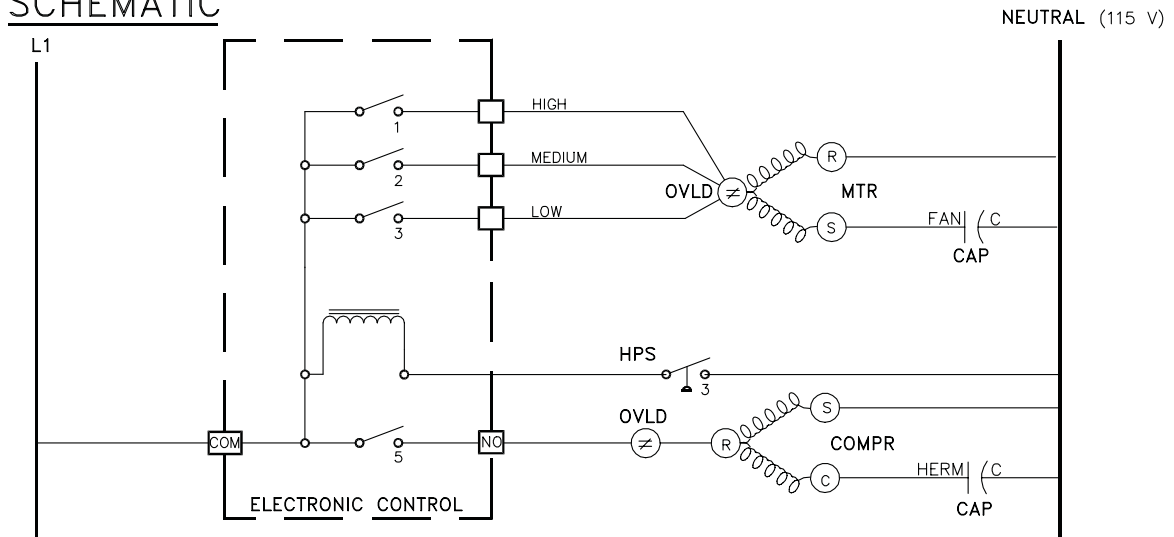 SCHEMATIC
NEUTRAL (115 V)
L1
HIGH
1
MEDIUM
2
R
OVLD
MTR
LOW
3
FAN
C
S
CAP
HPS
3
S
OVLD
COM
5
NO
R
COMPR
HERM
C
C
CAP
ELECTRONIC CONTROL